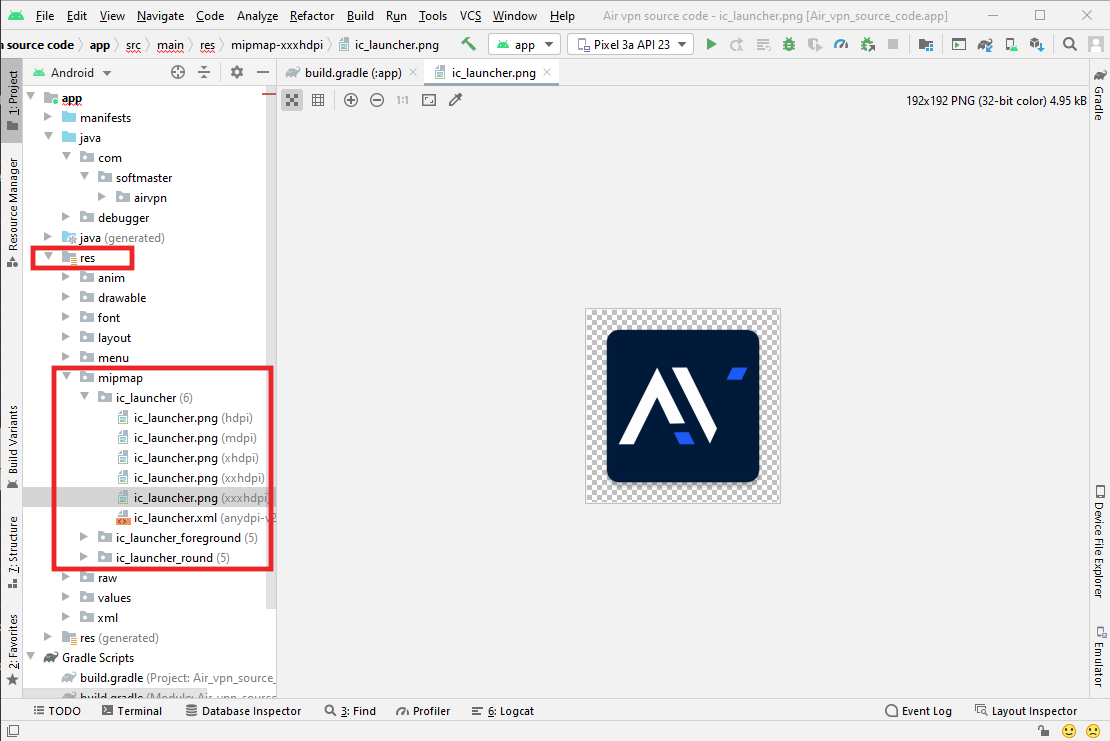 File Edit View Navigate Code Analyze Refactor Build Run Tools VCS Window Help Air vpn source code - ic_launcher.png [Air_vpn_source_code.app]
n source code app src main res mipmap-xxxhdpi ic_launcher.png app Pixel 3a API 23
Android build.gradle (:app) ic_launcher.png
1: Project
Resource Manager
Build Variants
7: Structure
2: Favorites
app
manifests
java
com
softmaster
airvpn
debugger
java (generated)
res
anim
drawable
font
layout
menu
mipmap
ic_launcher (6)
ic_launcher.png (hdpi)
ic_launcher.png (mdpi)
ic_launcher.png (xhdpi)
ic_launcher.png (xxhdpi)
ic_launcher.png (xxxhdpi)
ic_launcher.xml (anydpi-v2
ic_launcher_foreground (5)
ic_launcher_round (5)
raw
values
xml
res (generated)
Gradle Scripts
build.gradle (Project: Air_vpn_source_
build.gradle (Module: Air_vpn_source
1:1
192x192 PNG (32-bit color) 4.95 kB
Gradle
Device File Explorer
Emulator
TODO Terminal Database Inspector 3: Find Profiler 6: Logcat Event Log Layout Inspector